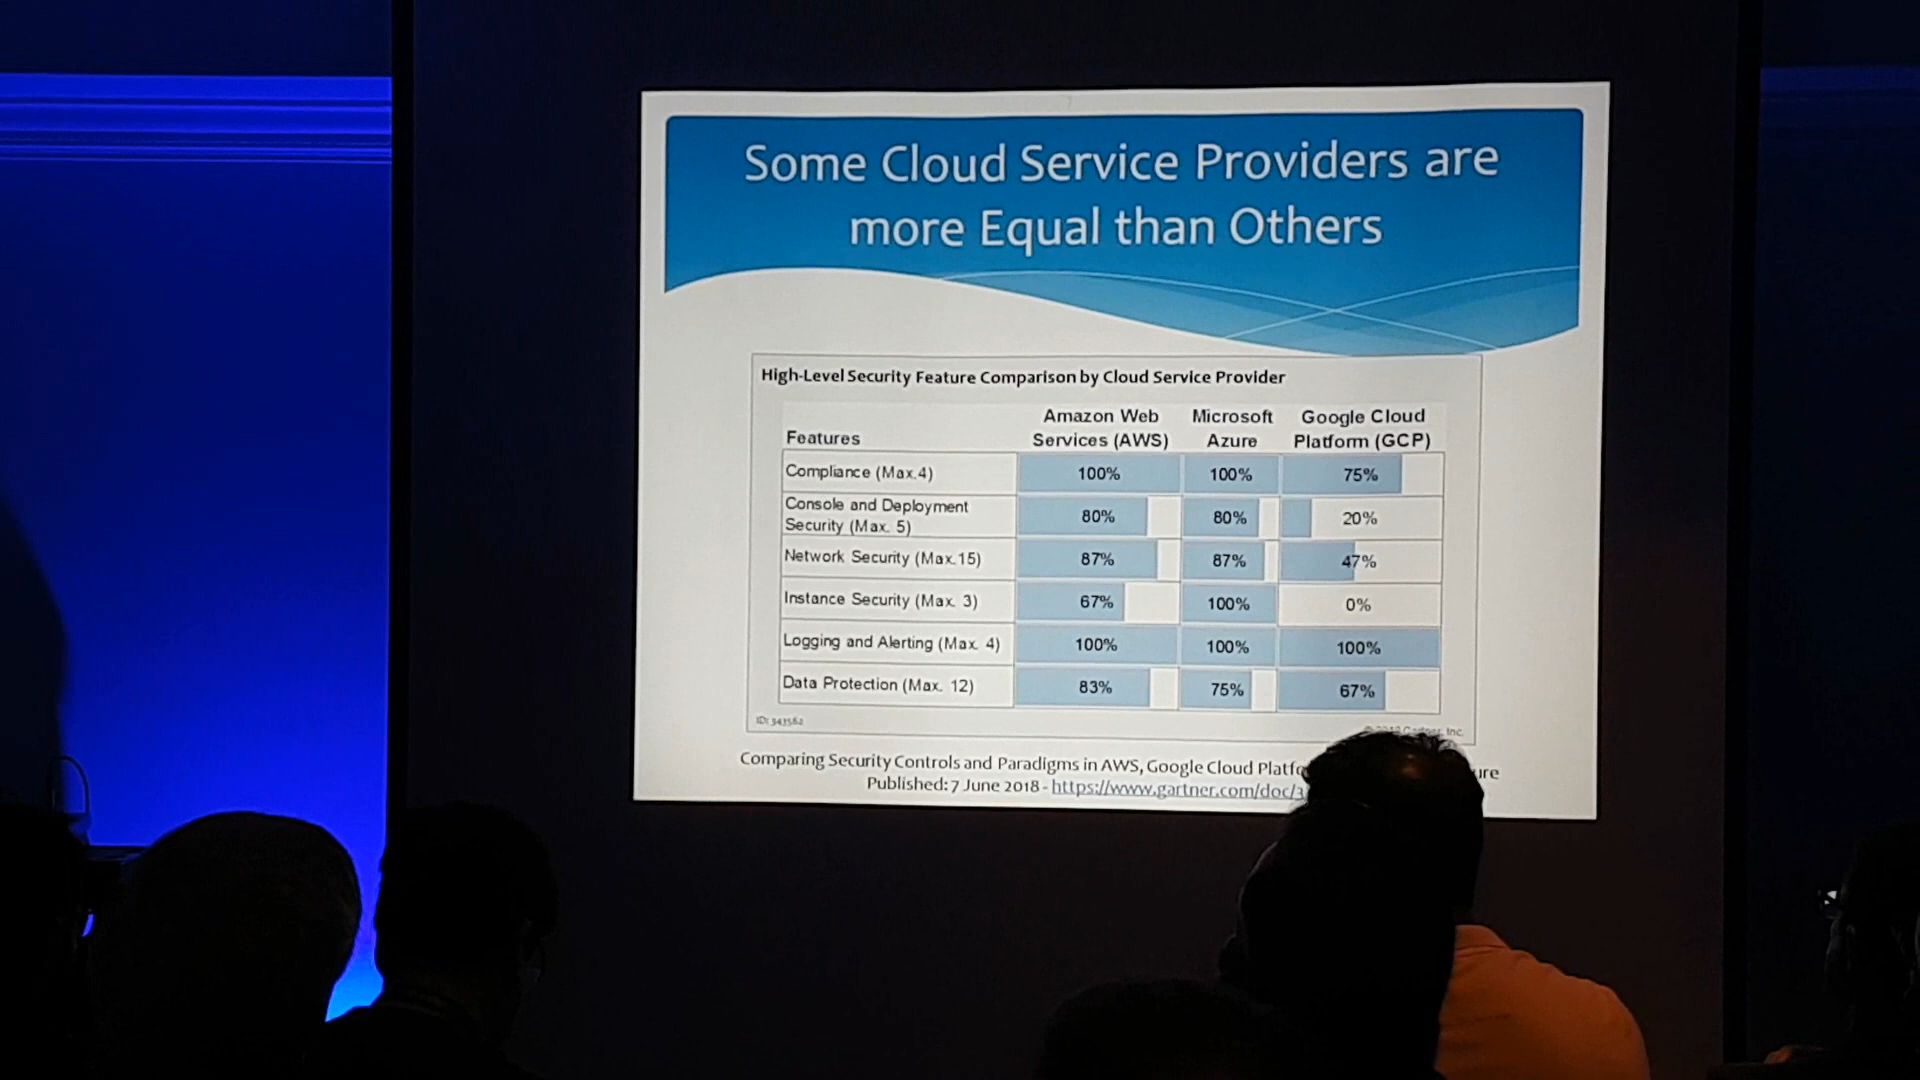 Some Cloud Service Providers are
more Equal than Others
High-Level Security Feature Comparison by Cloud Service Provider
Features Amazon Web Services (AWS) Microsoft Azure Google Cloud Platform (GCP)
Compliance (Max.4) 100% 100% 75%
Console and Deployment Security (Max. 5) 80% 80% 20%
Network Security (Max.15) 87% 87% 47%
Instance Security (Max. 3) 67% 100% 0%
Logging and Alerting (Max. 4) 100% 100% 100%
Data Protection (Max. 12) 83% 75% 67%
ID: 343562
Gartner, Inc.
Comparing Security Controls and Paradigms in AWS, Google Cloud
Published: 7 June 2018 - https://www.gartner.com/doc/3